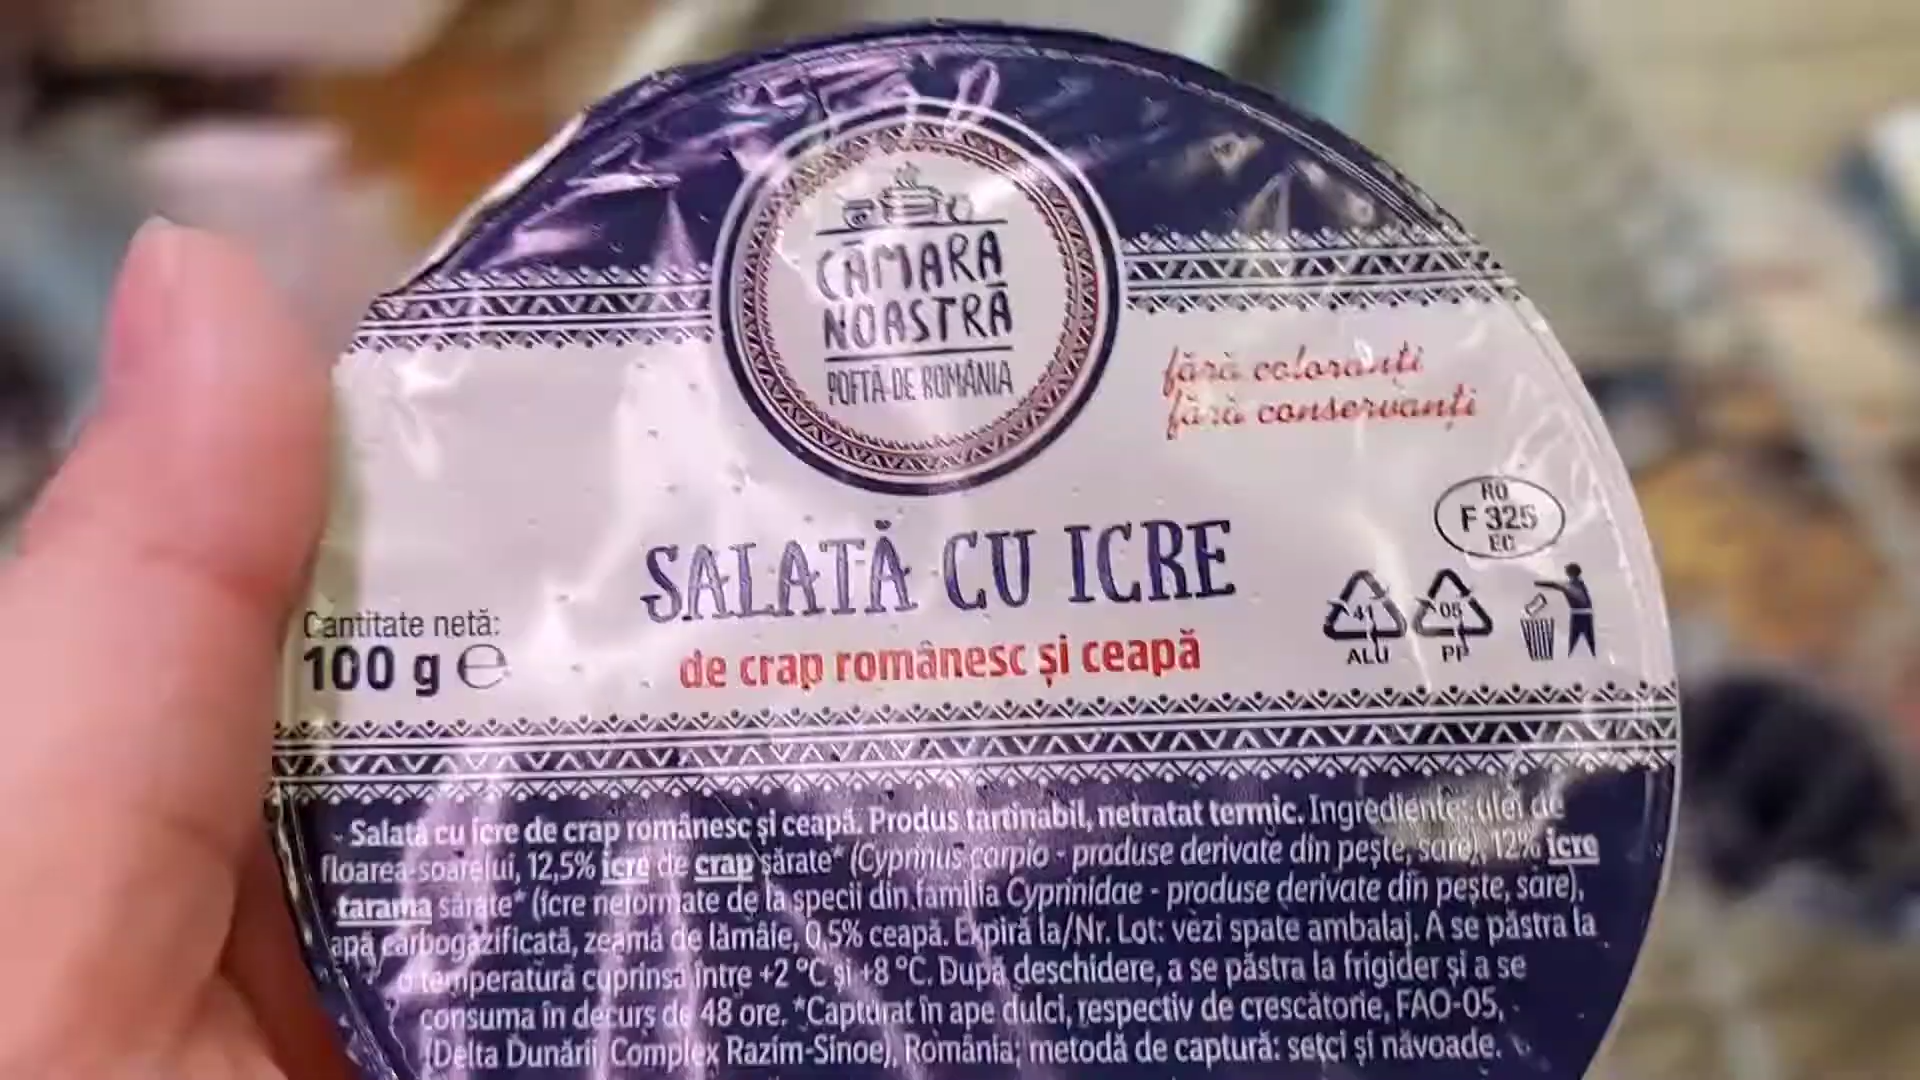 CĂMARA
NOASTRĂ
POFTĂ DE ROMÂNIA
fără coloranți
fără conservanți
RO
F 325
EC
SALATĂ CU ICRE
de crap românesc și ceapă
Cantitate netă:
100 g e
41
ALU
05
PP
- Salată cu icre de crap românesc și ceapă. Produs tartinabil, netratat termic. Ingrediente: ulei de
floarea-soarelui, 12,5% icre de crap sărate* (Cyprinus carpio - produse derivate din pește, sare), 12% icre
tarama sărate* (icre neformate de la specii din familia Cyprinidae - produse derivate din pește, sare),
apă carbogazificată, zeamă de lămâie, 0,5% ceapă. Expiră la/Nr. Lot: vezi spate ambalaj. A se păstra la
o temperatură cuprinsă între +2 °C și +8 °C. După deschidere, a se păstra la frigider și a se
consuma în decurs de 48 ore. *Capturat în ape dulci, respectiv de crescătorie, FAO-05,
(Delta Dunării Complex Razim-Sinoe), România; metodă de captură: setci și năvoade.